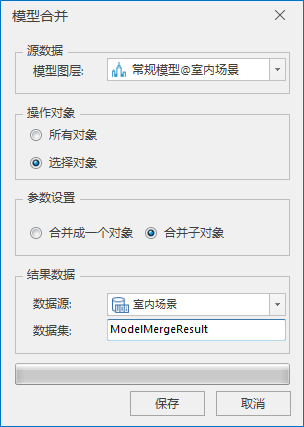 模型合并
源数据
模型图层: 常规模型@室内场景
操作对象
所有对象
选择对象
参数设置
合并成一个对象 合并子对象
结果数据
数据源: 室内场景
数据集: ModelMergeResult
保存 取消